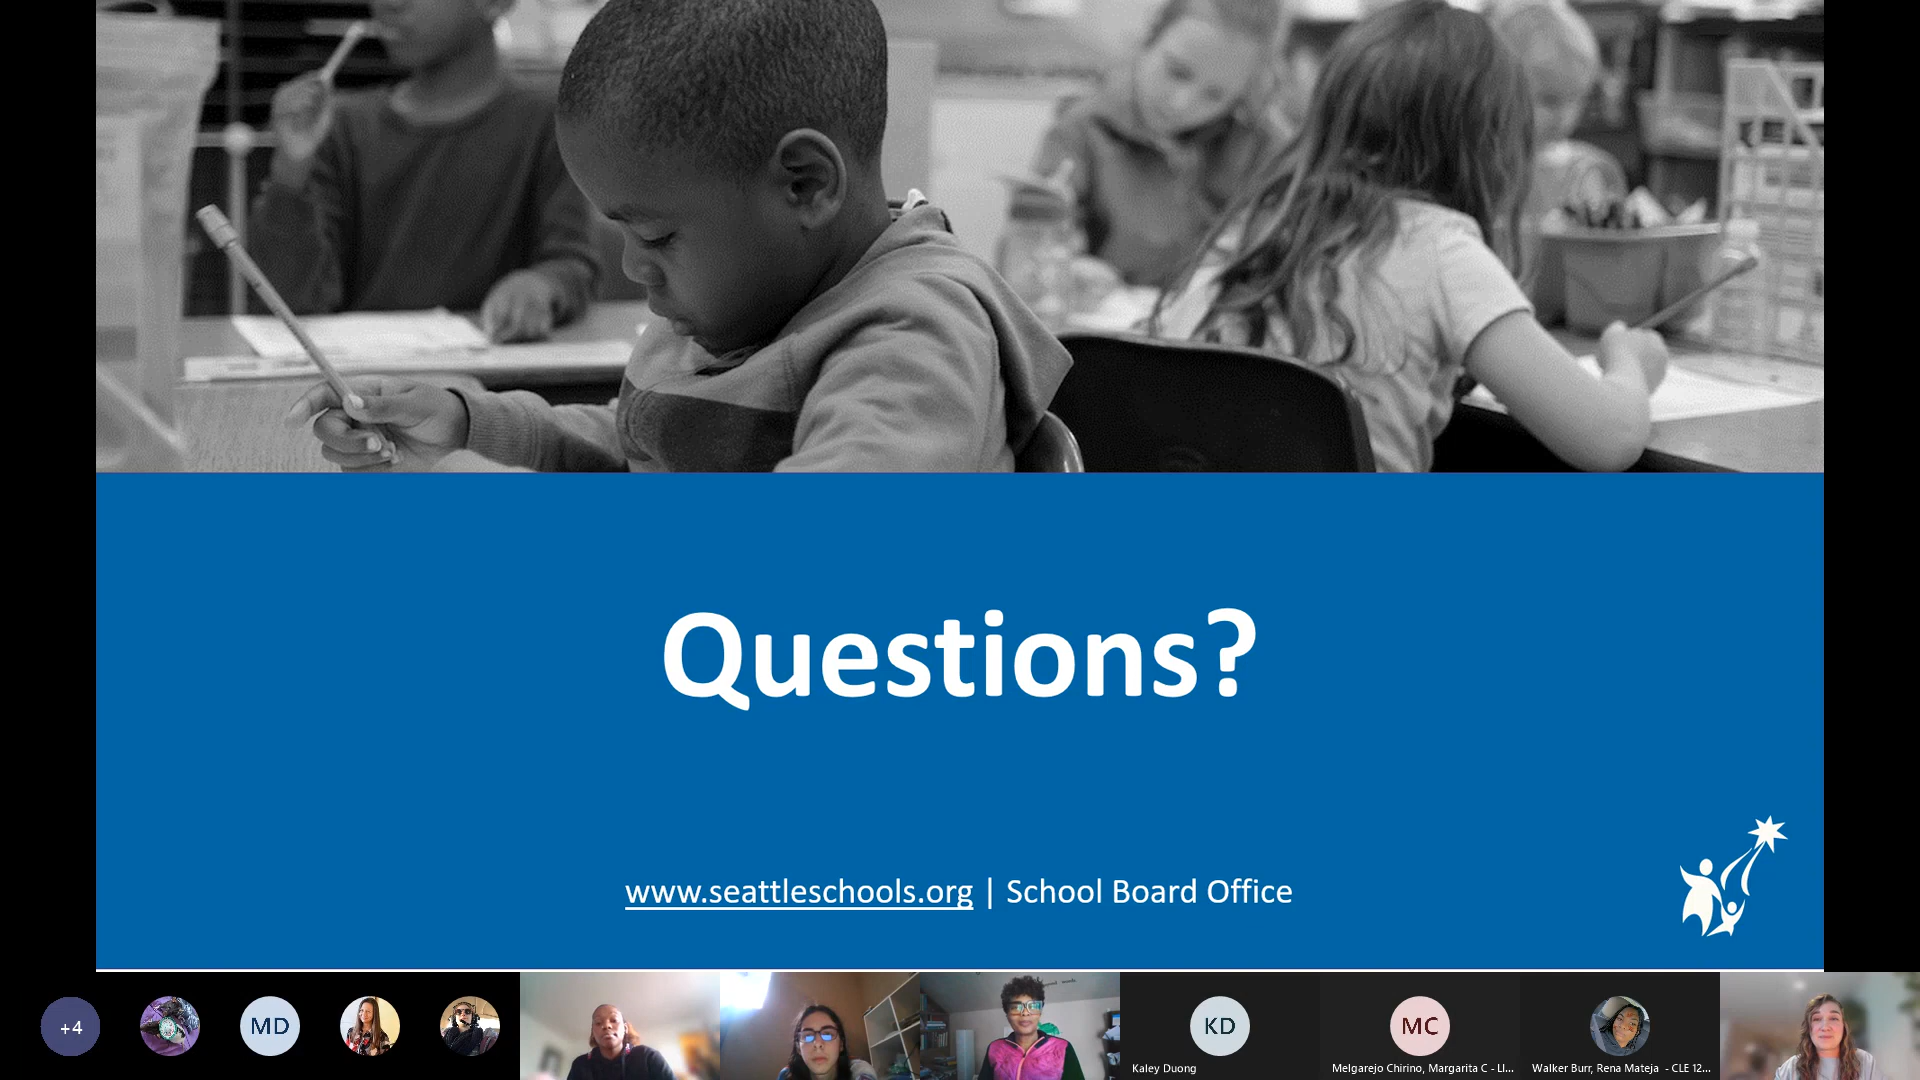 Questions?
www.seattleschools.org | School Board Office
+4
MD
KD
MC
Kaley Duong
Melgarejo Chirino, Margarita C - LI...
Walker Burr, Rena Mateja - CLE 12...